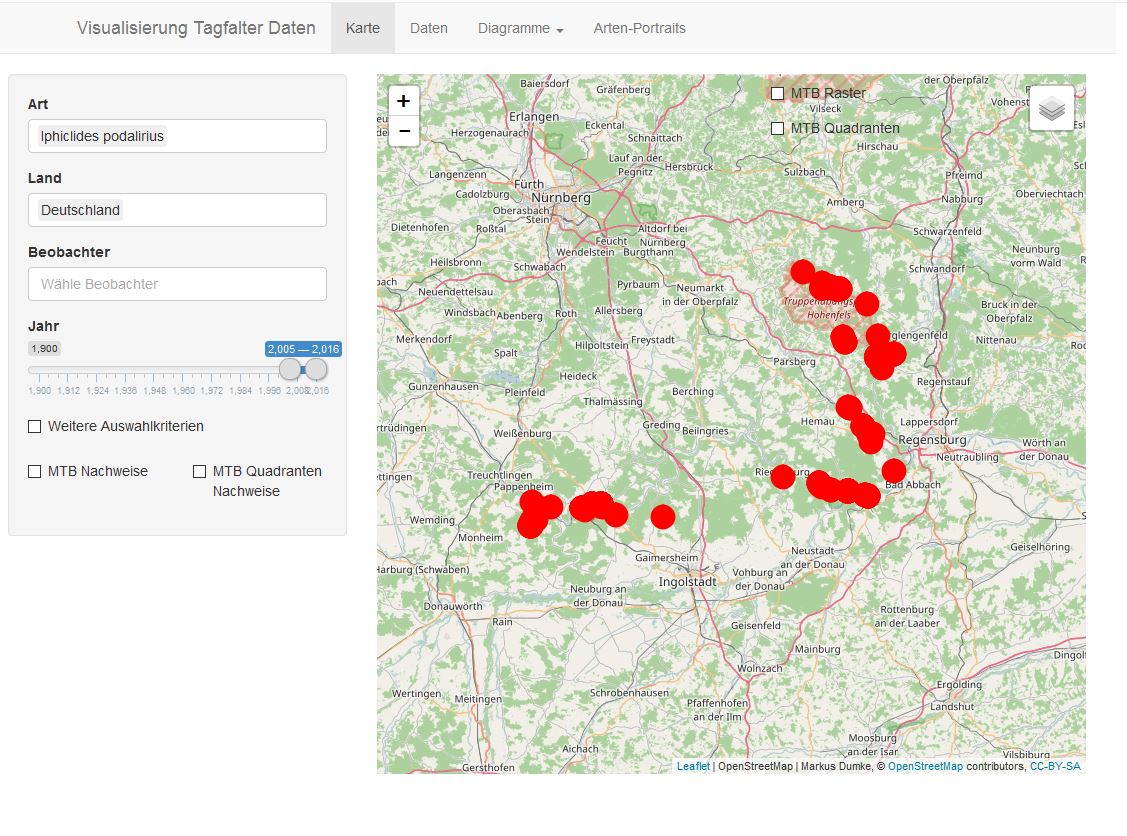 Visualisierung Tagfalter Daten
Karte
Daten
Diagramme
Arten-Portraits
Art
Iphiclides podalirius
Land
Deutschland
Beobachter
Wähle Beobachter
Jahr
1,900
2,005 — 2,016
1,900 1,912 1,924 1,936 1,948 1,960 1,972 1,984 1,996 2,008 2,016
Weitere Auswahlkriterien
MTB Nachweise
MTB Quadranten
Nachweise
+
−
MTB Raster
MTB Quadranten
Baiersdorf
Gräfenberg
der Oberpfalz
Vohenst
Erlangen
Eckental
Schnaittach
Vilseck
Herzogenaurach
Hirschau
Lauf an der
Pegnitz
Hersbruck
Langenzenn
Sulzbach
Pfreimd
Fürth
Cadolzburg
Nürnberg
Nabburg
Oberviechtach
Amberg
Oberasbach
Stein
Dietenhofen
Roßtal
Altdorf bei
Nürnberg
Schwarzenfeld
Feucht
Wendelstein
Burgthann
Neunburg
vorm Wald
Heilsbronn
Schwabach
Schwandorf
Neuendettelsau
Pyrbaum
Neumarkt
in der Oberpfalz
Truppenübungs
Hohenfels
Bruck in der
Oberpfalz
Windsbach
Abenberg
Roth
Allersberg
Merkendorf
Hilpoltstein
Freystadt
glengenfeld
Nittenau
Spalt
Parsberg
Gunzenhausen
Heideck
Pleinfeld
Berching
Regenstauf
Thalmässing
Hemau
Lappersdorf
Greding
Beilngries
Weißenburg
Regensburg
Wörth an
der Donau
Neutraubling
Treuchtlingen
Pappenheim
Bad Abbach
Wemding
Monheim
Neustadt
an der Donau
Geiselhöring
Gaimersheim
Harburg (Schwaben)
Ingolstadt
Vohburg an
der Donau
Neuburg an
der Donau
Donauwörth
Rain
Geisenfeld
Rottenburg
an der Laaber
Mainburg
Wolnzach
Ergolding
Landshut
Wertingen
Meitingen
Schrobenhausen
Pfaffenhofen
an der Ilm
Moosburg
an der Isar
Aichach
Vilsbiburg
Gersthofen
Leaflet | OpenStreetMap | Markus Dumke, © OpenStreetMap contributors, CC-BY-SA